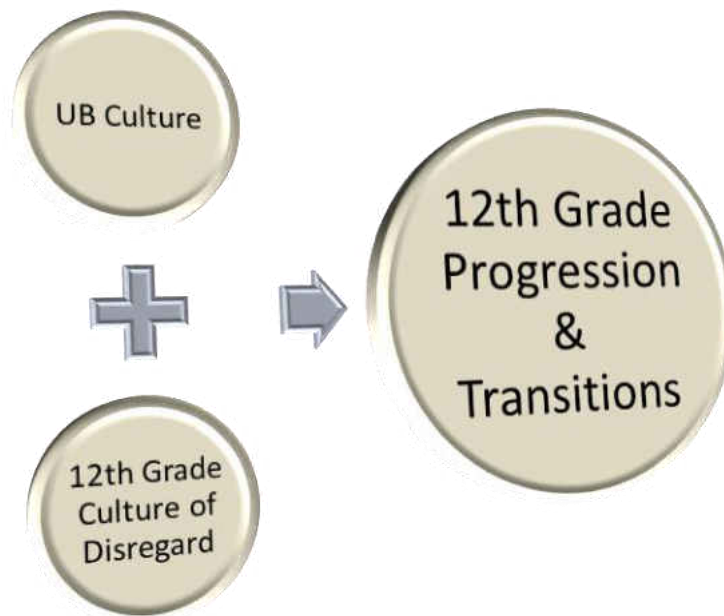 UB Culture
12th Grade
Culture of
Disregard
12th Grade
Progression
&
Transitions